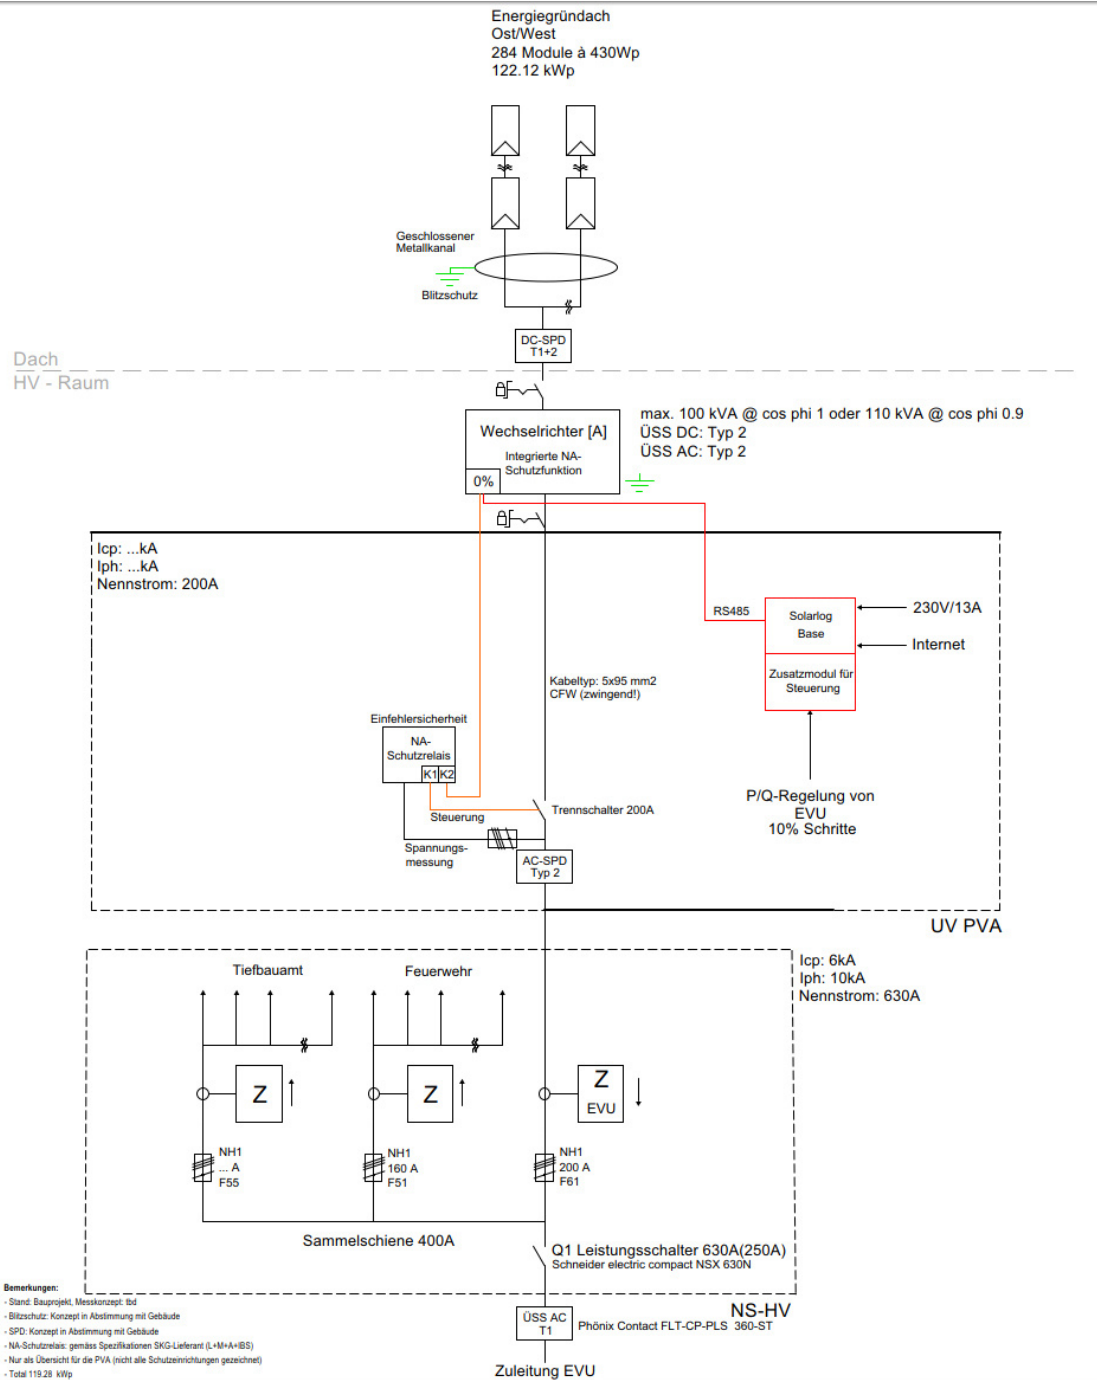 Energiegründach
Ost/West
284 Module à 430Wp
122.12 kWp
Geschlossener
Metallkanal
Blitzschutz
DC-SPD
T1+2
Dach
HV - Raum
Wechselrichter [A]
Integrierte NA-
Schutzfunktion
0%
max. 100 kVA @ cos phi 1 oder 110 kVA @ cos phi 0.9
ÜSS DC: Typ 2
ÜSS AC: Typ 2
Icp: ...kA
Iph: ...kA
Nennstrom: 200A
RS485
Solarlog
Base
230V/13A
Internet
Zusatzmodul für
Steuerung
Kabeltyp: 5x95 mm2
CFW (zwingend!)
Einfehlersicherheit
NA-
Schutzrelais
K1 K2
P/Q-Regelung von
EVU
10% Schritte
Steuerung
Trennschalter 200A
Spannungs-
messung
AC-SPD
Typ 2
UV PVA
Tiefbauamt
Feuerwehr
Icp: 6kA
Iph: 10kA
Nennstrom: 630A
Z
Z
Z
EVU
NH1
... A
F55
NH1
160 A
F51
NH1
200 A
F61
Sammelschiene 400A
Q1 Leistungsschalter 630A(250A)
Schneider electric compact NSX 630N
NS-HV
ÜSS AC
T1
Phönix Contact FLT-CP-PLS 360-ST
Zuleitung EVU
Bemerkungen:
- Stand: Bauprojekt, Messkonzept: tbd
- Blitzschutz: Konzept in Abstimmung mit Gebäude
- SPD: Konzept in Abstimmung mit Gebäude
- NA-Schutzrelais: gemäss Spezifikationen SKG-Lieferant (L+M+A+IBS)
- Nur als Übersicht für die PVA (nicht alle Schutzeinrichtungen gezeichnet)
- Total 119.28 kWp